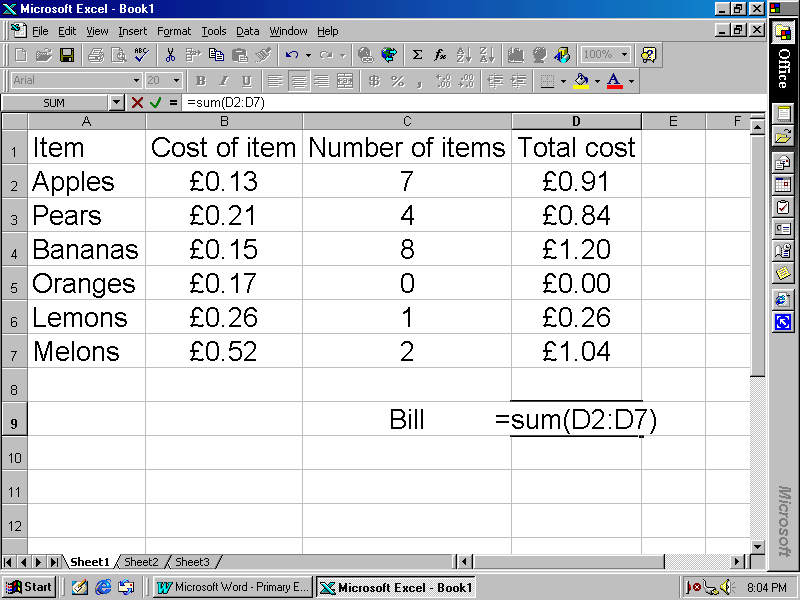 Microsoft Excel - Book1
File Edit View Insert Format Tools Data Window Help
100%
Arial 20 B I U
SUM =sum(D2:D7)
A B C D E F
1 Item Cost of item Number of items Total cost
2 Apples £0.13 7 £0.91
3 Pears £0.21 4 £0.84
4 Bananas £0.15 8 £1.20
5 Oranges £0.17 0 £0.00
6 Lemons £0.26 1 £0.26
7 Melons £0.52 2 £1.04
8
9 Bill =sum(D2:D7)
10
11
12
Sheet1 Sheet2 Sheet3
Start Microsoft Word - Primary E... Microsoft Excel - Book1 8:04 PM
Office
Microsoft